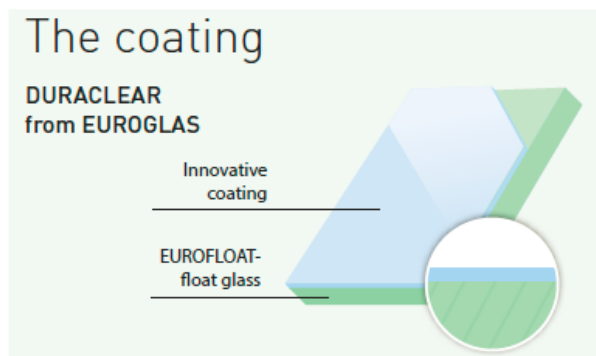 The coating
DURACLEAR
from EUROGLAS
Innovative
coating
EUROFLOAT-
float glass